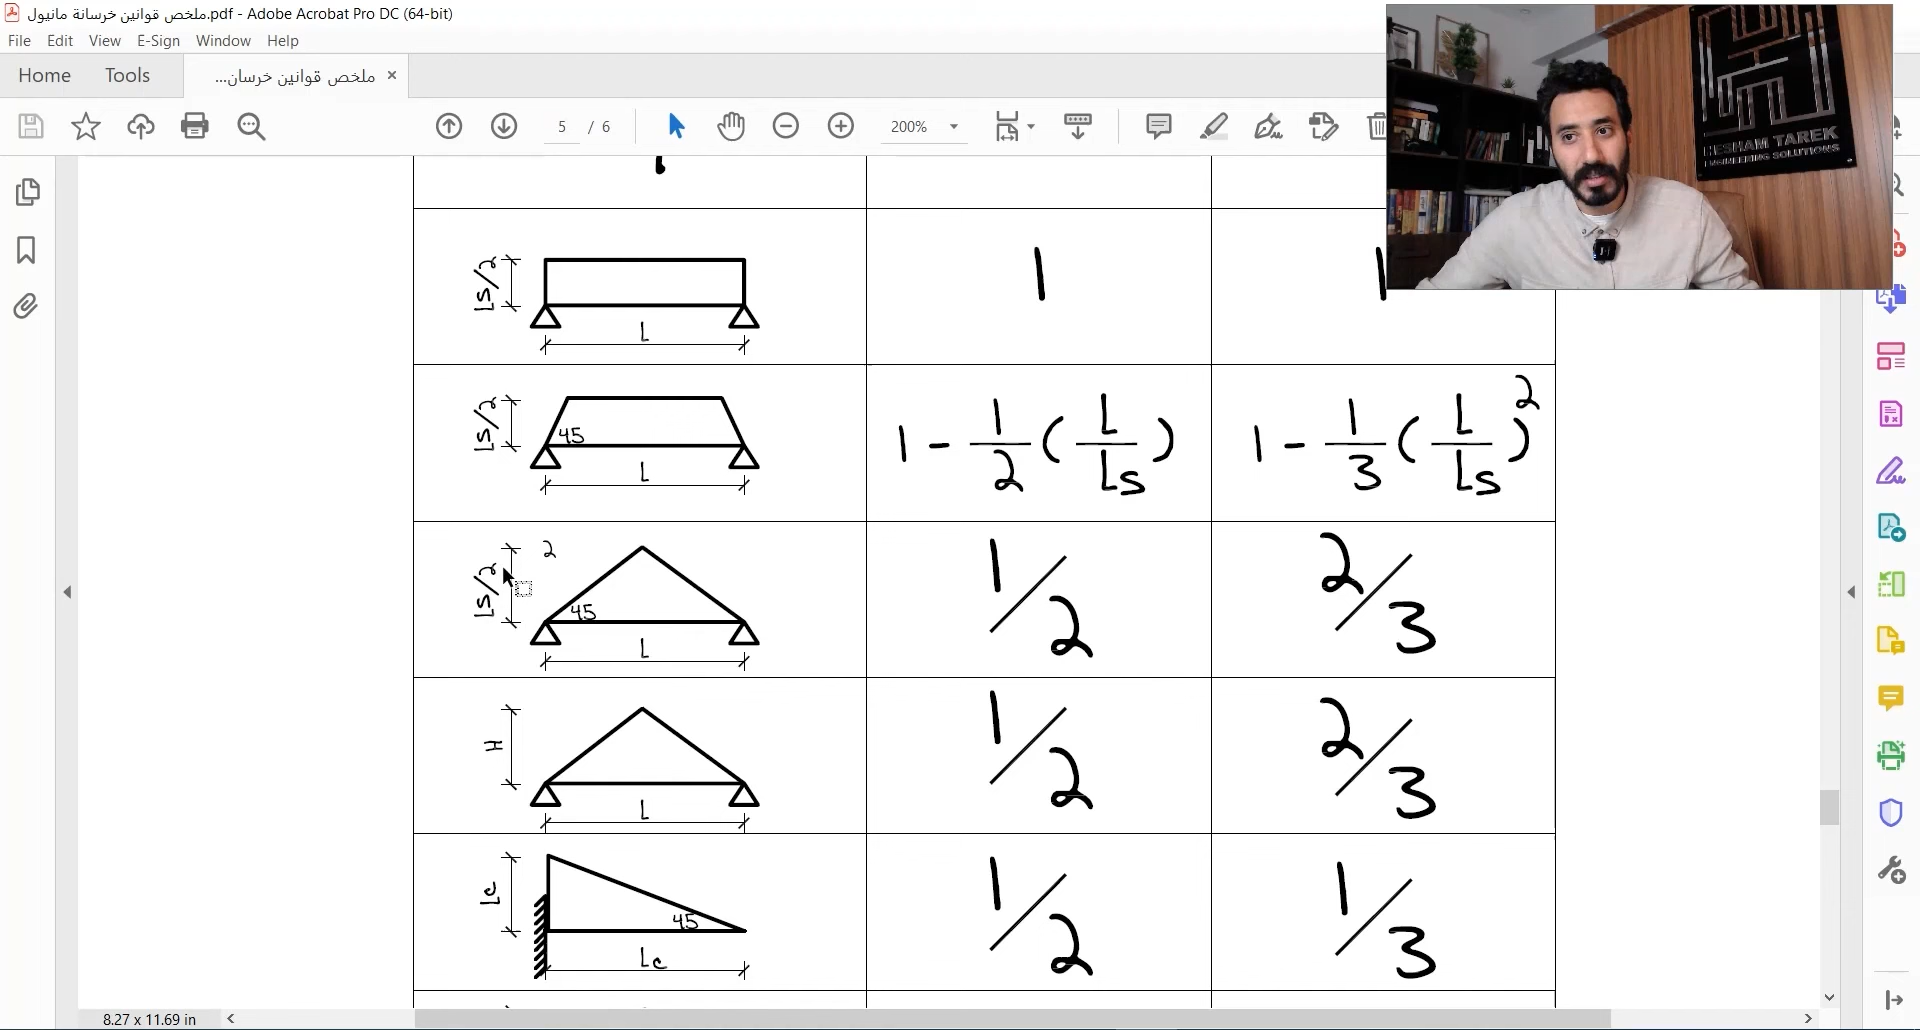 ملخص قوانين خرسانة مانيول.pdf - Adobe Acrobat Pro DC (64-bit)
File Edit View E-Sign Window Help
Home Tools ملخص قوانين خرسان... ×
5 / 6 200%
HESHAM TAREK
ENGINEERING SOLUTIONS
Ls/2 L 1 1
Ls/2 45 L 1 - 1/2 (L/Ls) 1 - 1/3 (L/Ls)²
Ls/2 2 45 L 1/2 2/3
H L 1/2 2/3
Lc 45 Lc 1/2 1/3
8.27 x 11.69 in